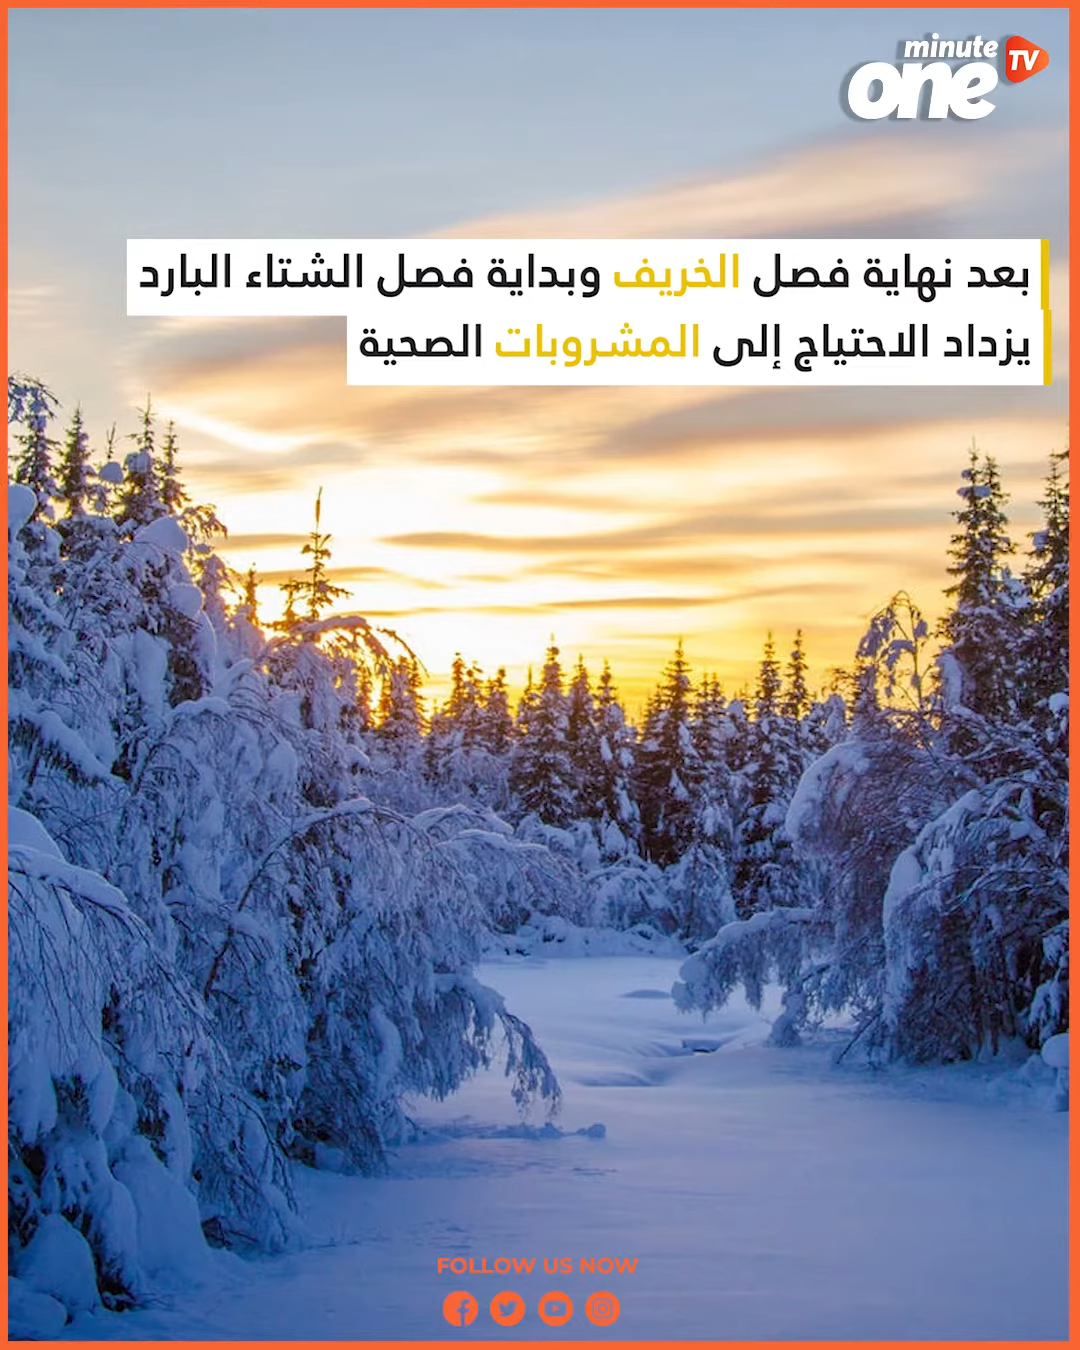 minute
one TV
بعد نهاية فصل الخريف وبداية فصل الشتاء البارد
يزداد الاحتياج إلى المشروبات الصحية
FOLLOW US NOW